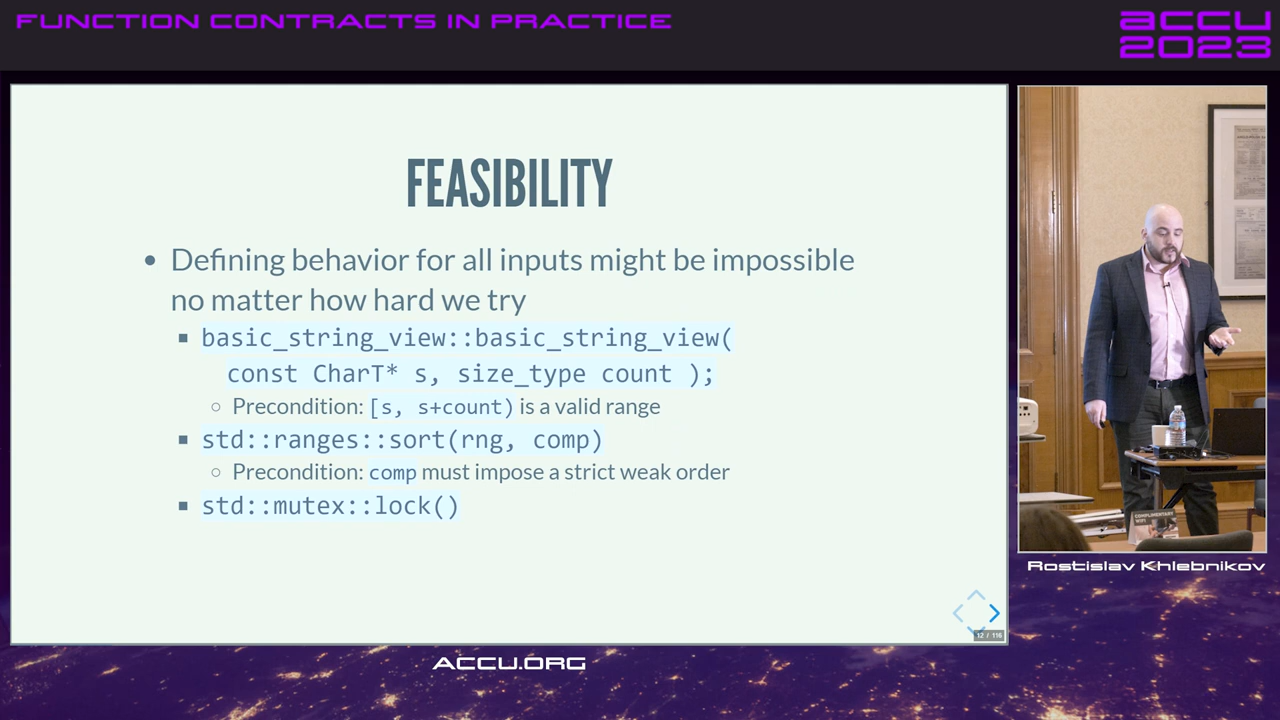 FUNCTION CONTRACTS IN PRACTICE
accu
2023
FEASIBILITY
• Defining behavior for all inputs might be impossible
no matter how hard we try
▪ basic_string_view::basic_string_view(
const CharT* s, size_type count );
○ Precondition: [s, s+count) is a valid range
▪ std::ranges::sort(rng, comp)
○ Precondition: comp must impose a strict weak order
▪ std::mutex::lock()
12 / 116
COMPLIMENTARY
WIFI
Rostislav Khlebnikov
ACCU.ORG